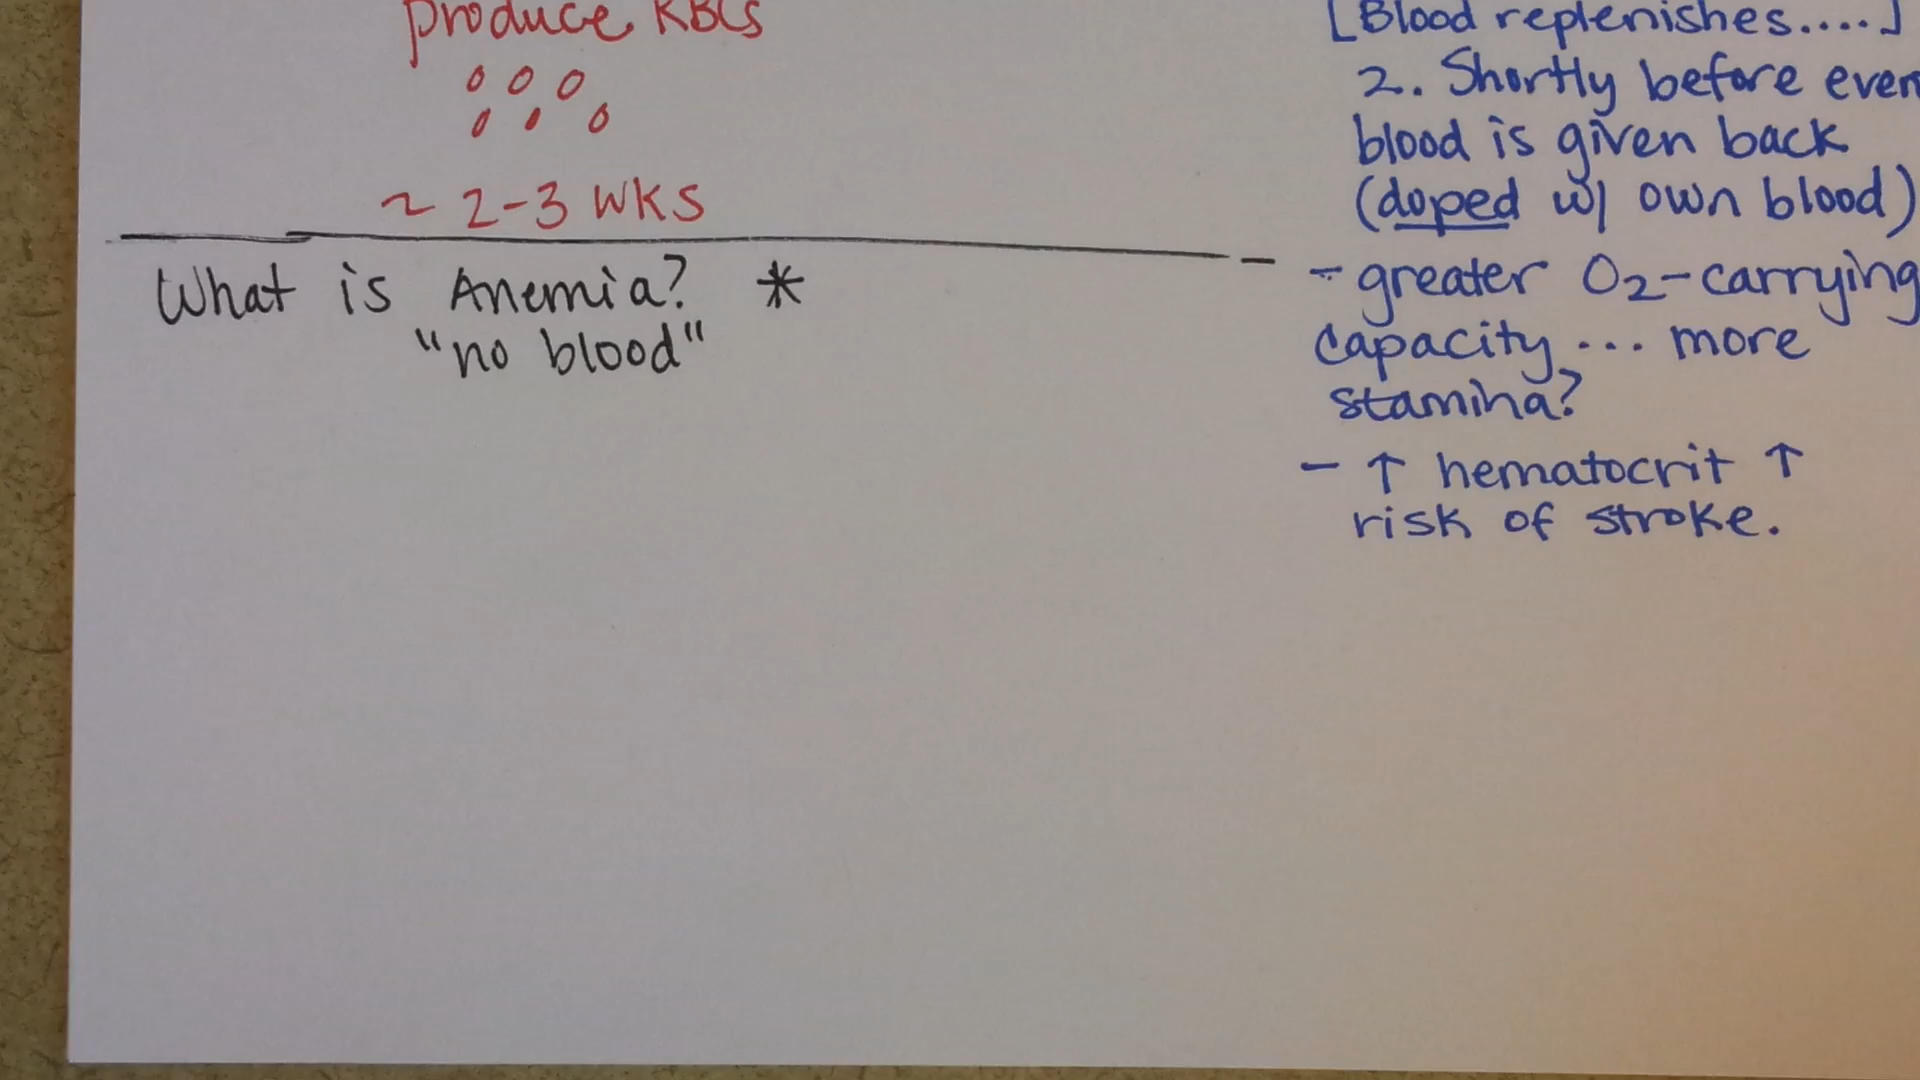 produce RBCs
~ 2-3 WKS
What is Anemia? *
"no blood"
[Blood replenishes....]
2. Shortly before even
blood is given back
(doped w/ own blood)
- greater O2-carrying
capacity ... more
stamina?
- ↑ hematocrit ↑
risk of stroke.